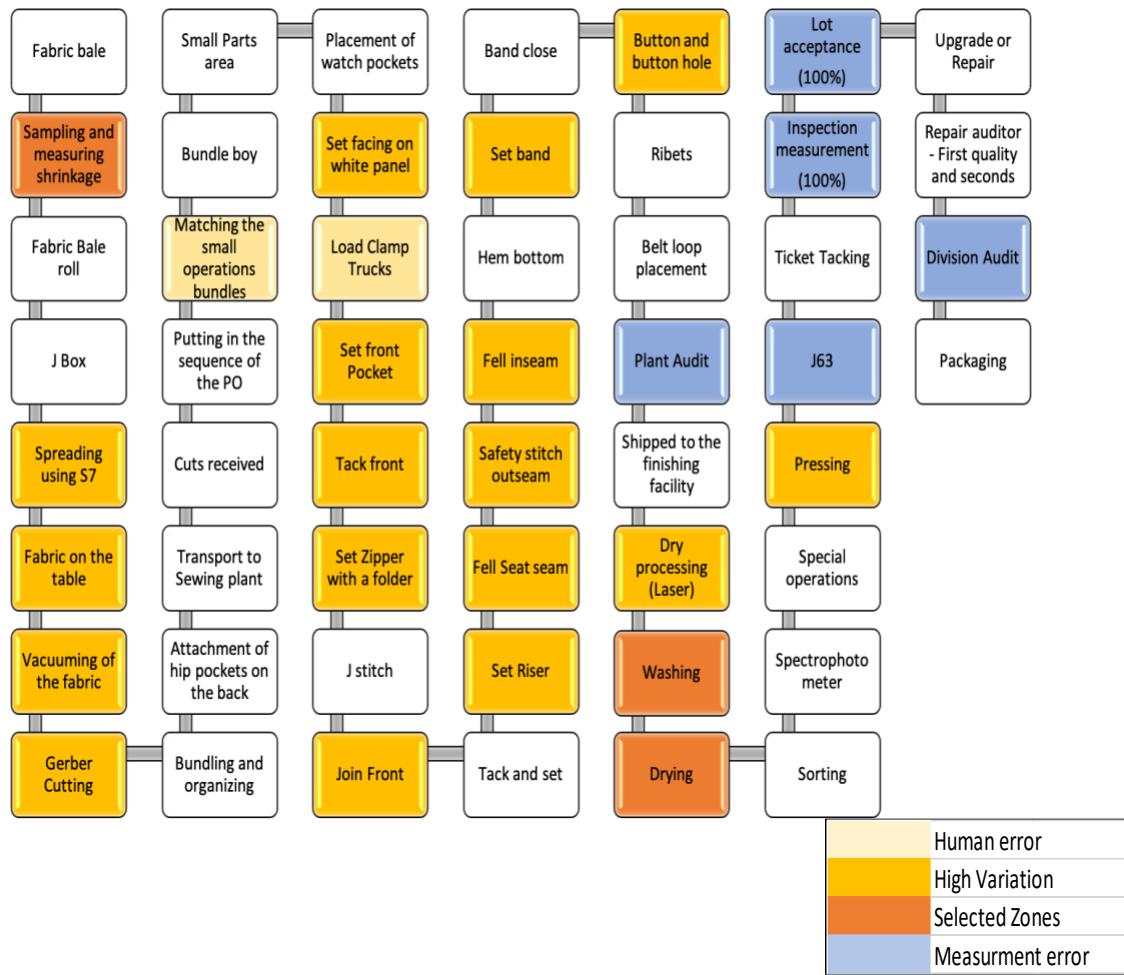 Fabric bale
Sampling and
measuring
shrinkage
Fabric Bale
roll
J Box
Spreading
using S7
Fabric on the
table
Vacuuming of
the fabric
Gerber
Cutting
Small Parts
area
Bundle boy
Matching the
small
operations
bundles
Putting in the
sequence of
the PO
Cuts received
Transport to
Sewing plant
Attachment of
hip pockets on
the back
Bundling and
organizing
Placement of
watch pockets
Set facing on
white panel
Load Clamp
Trucks
Set front
Pocket
Tack front
Set Zipper
with a folder
J stitch
Join Front
Band close
Set band
Hem bottom
Fell inseam
Safety stitch
outseam
Fell Seat seam
Set Riser
Tack and set
Button and
button hole
Ribets
Belt loop
placement
Plant Audit
Shipped to the
finishing
facility
Dry
processing
(Laser)
Washing
Drying
Lot
acceptance
(100%)
Inspection
measurement
(100%)
Ticket Tacking
J63
Pressing
Special
operations
Spectrophoto
meter
Sorting
Upgrade or
Repair
Repair auditor
- First quality
and seconds
Division Audit
Packaging
Human error
High Variation
Selected Zones
Measurment error